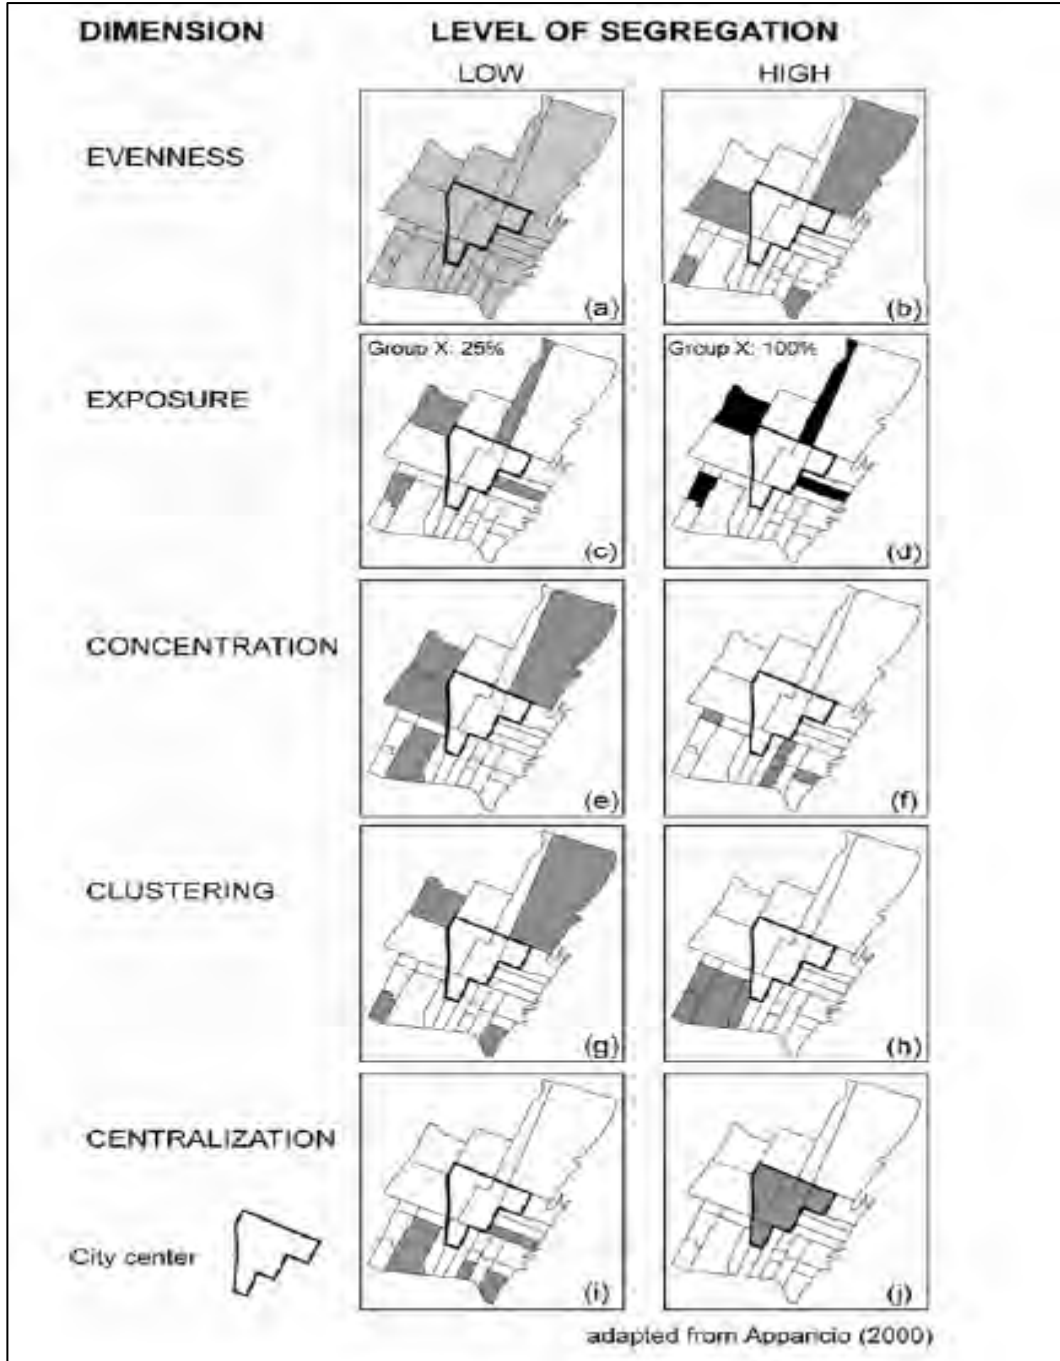 DIMENSION LEVEL OF SEGREGATION
LOW HIGH
EVENNESS
(a) (b)
Group X: 25% Group X: 100%
EXPOSURE
(c) (d)
CONCENTRATION
(e) (f)
CLUSTERING
(g) (h)
CENTRALIZATION
City center
(i) (j)
adapted from Apparicio (2000)